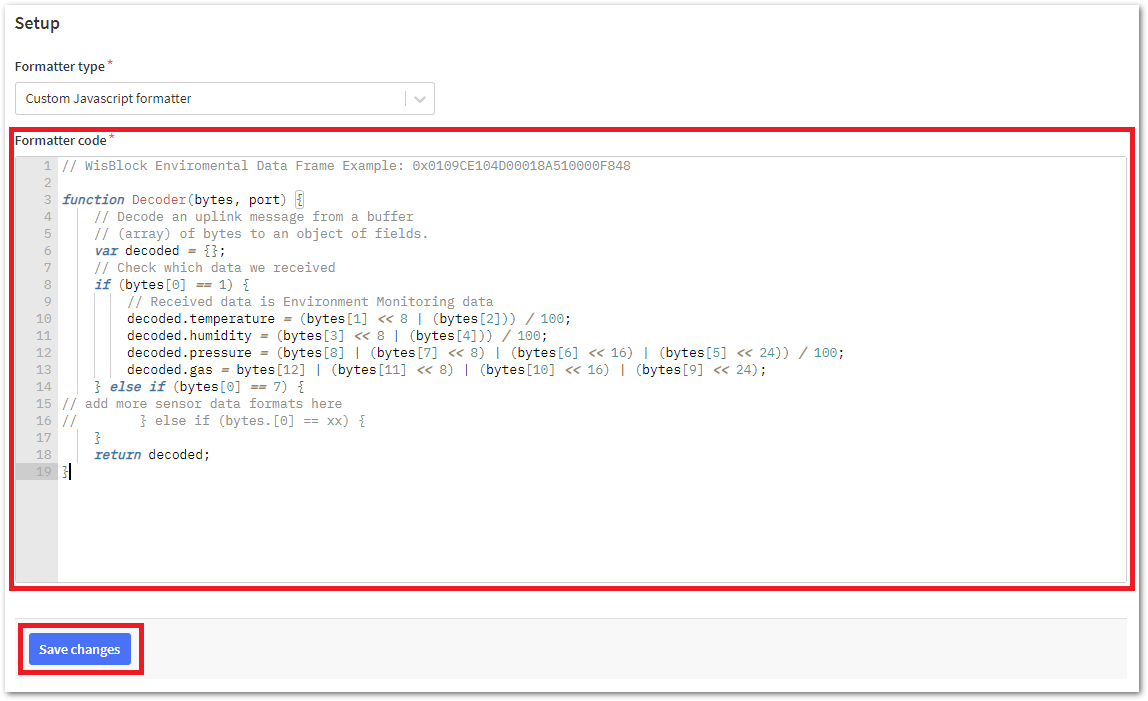 Setup
Formatter type *
Custom Javascript formatter
Formatter code *
1 // WisBlock Enviromental Data Frame Example: 0x0109CE104D00018A510000F848
2
3 function Decoder(bytes, port) {
4     // Decode an uplink message from a buffer
5     // (array) of bytes to an object of fields.
6     var decoded = {};
7     // Check which data we received
8     if (bytes[0] == 1) {
9         // Received data is Environment Monitoring data
10         decoded.temperature = (bytes[1] << 8 | (bytes[2])) / 100;
11         decoded.humidity = (bytes[3] << 8 | (bytes[4])) / 100;
12         decoded.pressure = (bytes[8] | (bytes[7] << 8) | (bytes[6] << 16) | (bytes[5] << 24)) / 100;
13         decoded.gas = bytes[12] | (bytes[11] << 8) | (bytes[10] << 16) | (bytes[9] << 24);
14     } else if (bytes[0] == 7) {
15 // add more sensor data formats here
16 //        } else if (bytes.[0] == xx) {
17     }
18     return decoded;
19 }
Save changes